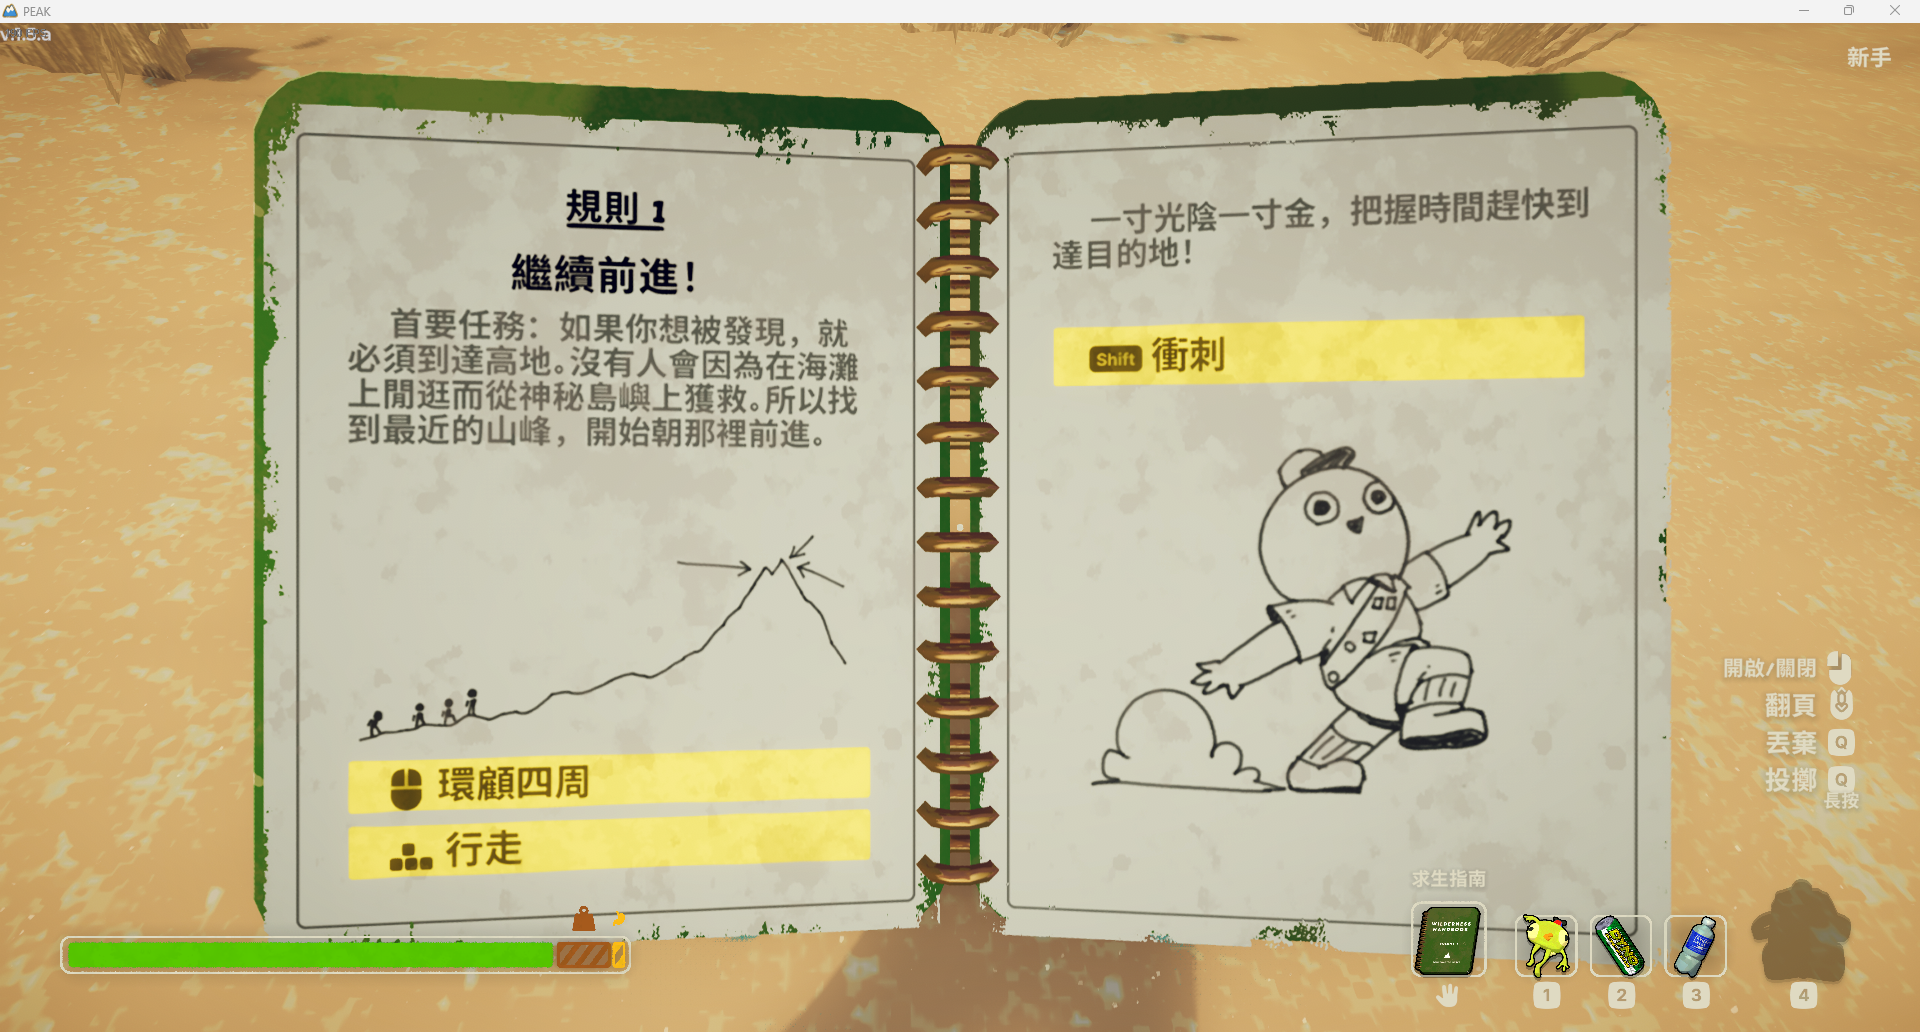 PEAK
新手
規則 1
繼續前進！
首要任務：如果你想被發現，就
必須到達高地。沒有人會因為在海灘
上閒逛而從神秘島嶼上獲救。所以找
到最近的山峰，開始朝那裡前進。
環顧四周
行走
一寸光陰一寸金，把握時間趕快到
達目的地！
Shift 衝刺
開啟/關閉
翻頁
丟棄 Q
投擲 Q
長按
求生指南
WILDERNESS
HANDBOOK
1
2
3
4